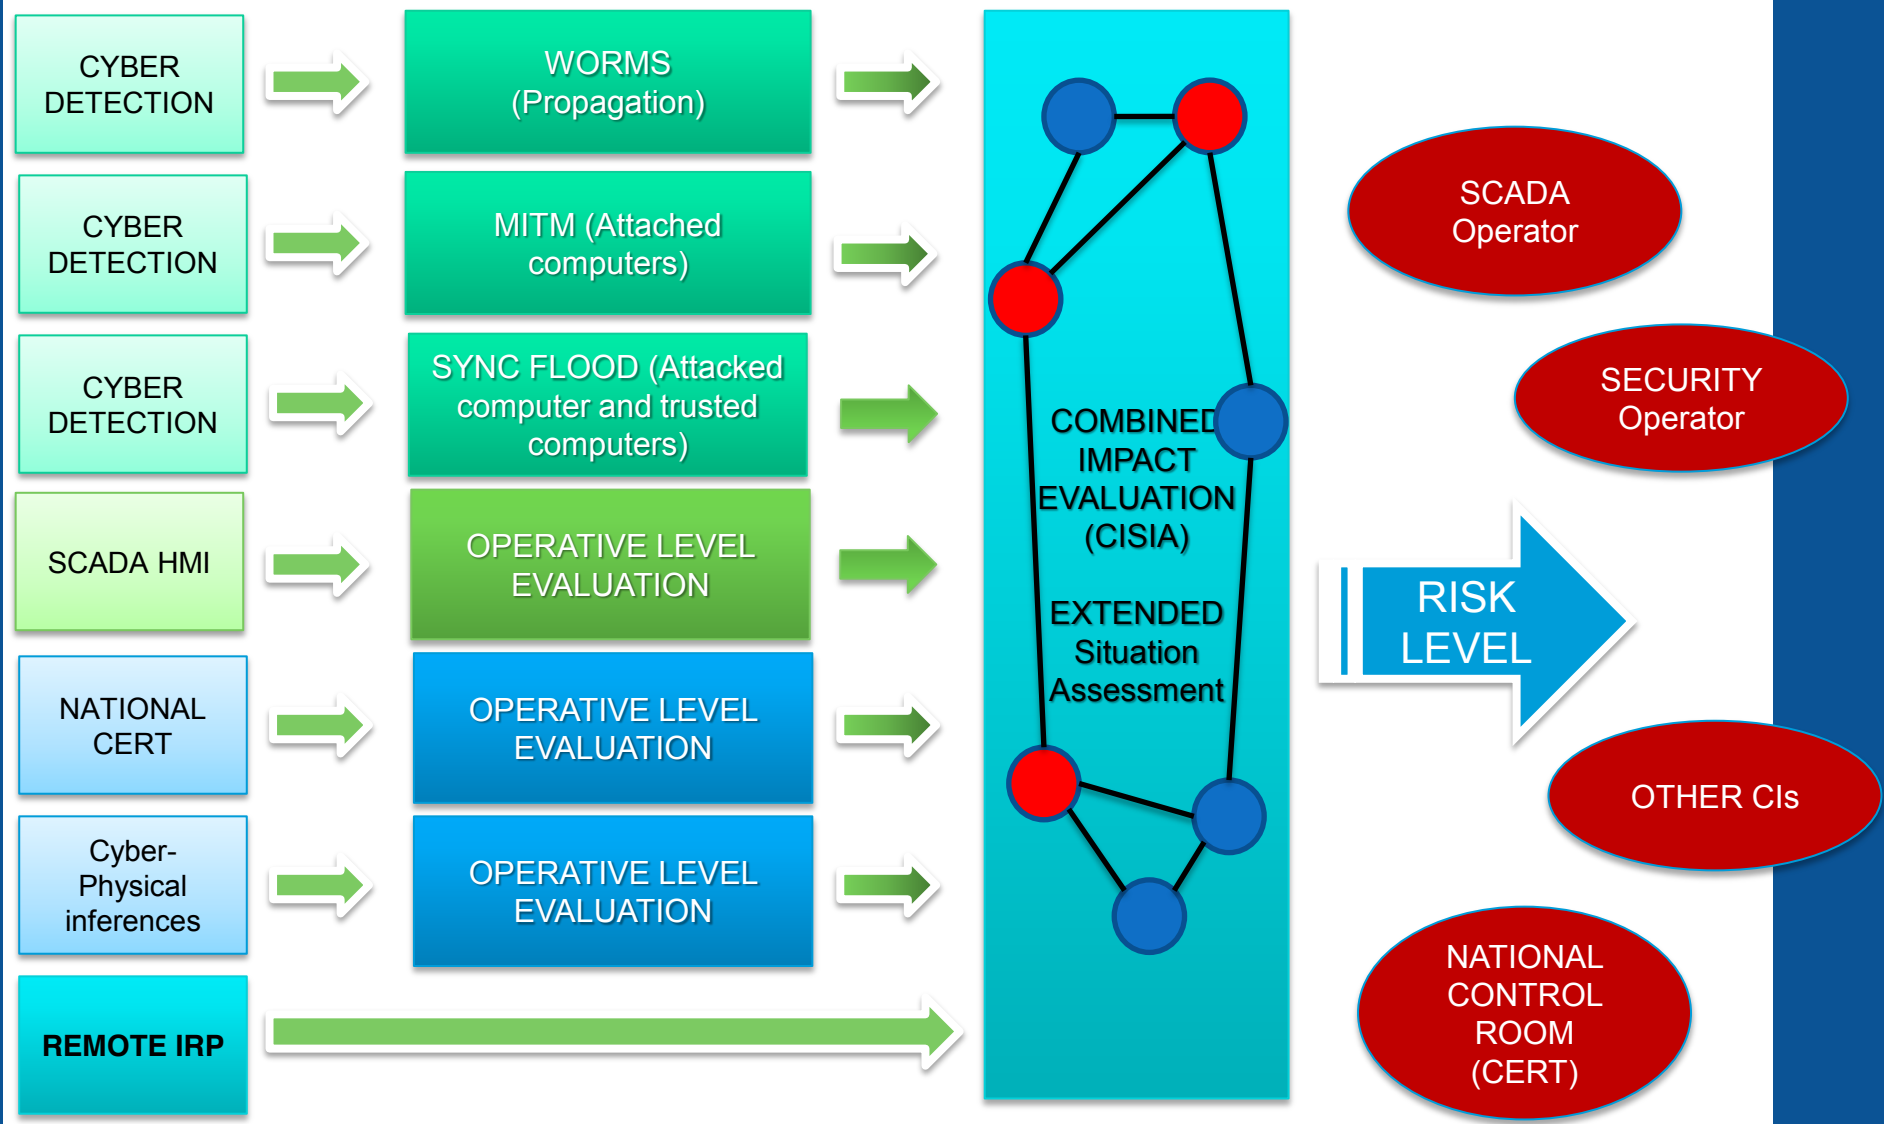 CYBER
DETECTION
WORMS
(Propagation)
CYBER
DETECTION
MITM (Attached
computers)
CYBER
DETECTION
SYNC FLOOD (Attacked
computer and trusted
computers)
SCADA HMI
OPERATIVE LEVEL
EVALUATION
NATIONAL
CERT
OPERATIVE LEVEL
EVALUATION
Cyber-
Physical
inferences
OPERATIVE LEVEL
EVALUATION
REMOTE IRP
COMBINED
IMPACT
EVALUATION
(CISIA)
EXTENDED
Situation
Assessment
RISK
LEVEL
SCADA
Operator
SECURITY
Operator
OTHER CIs
NATIONAL
CONTROL
ROOM
(CERT)